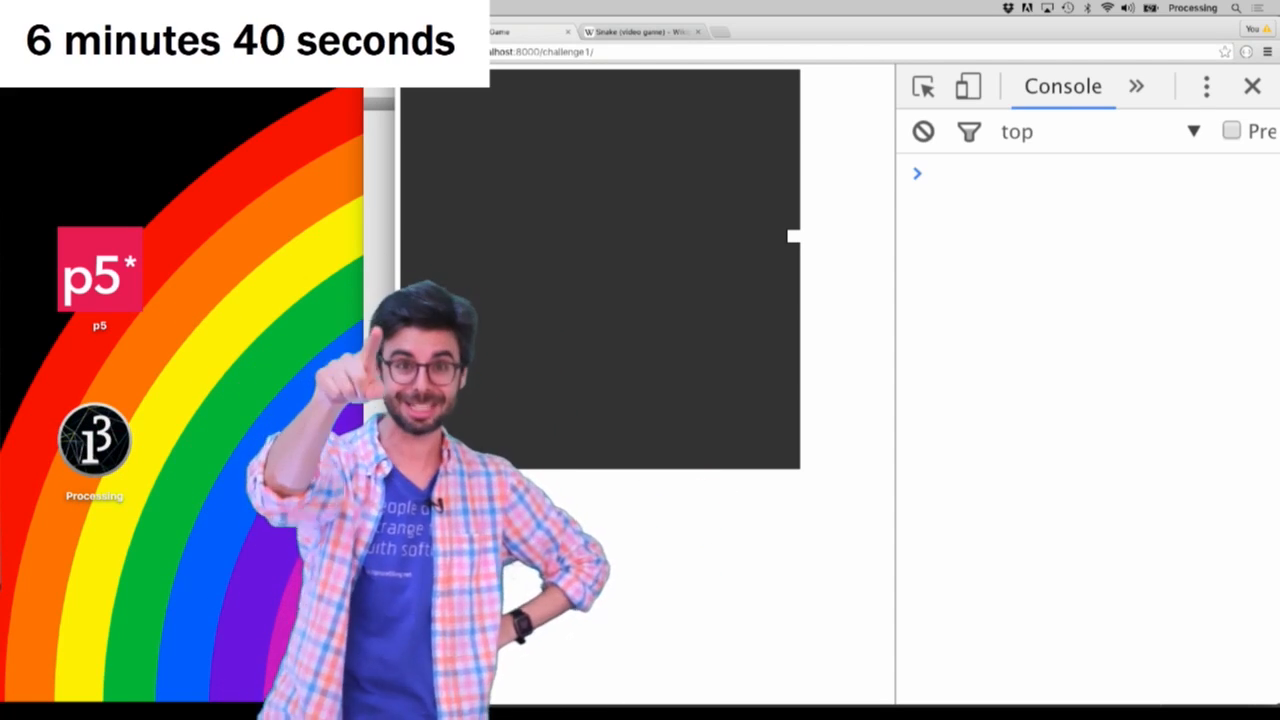 6 minutes 40 seconds
Processing
Game
Snake (video game) - Wiki
You
lhost:8000/challenge1/
Console
top
Pre
p5*
p5
Processing
eople d
trange
with soft